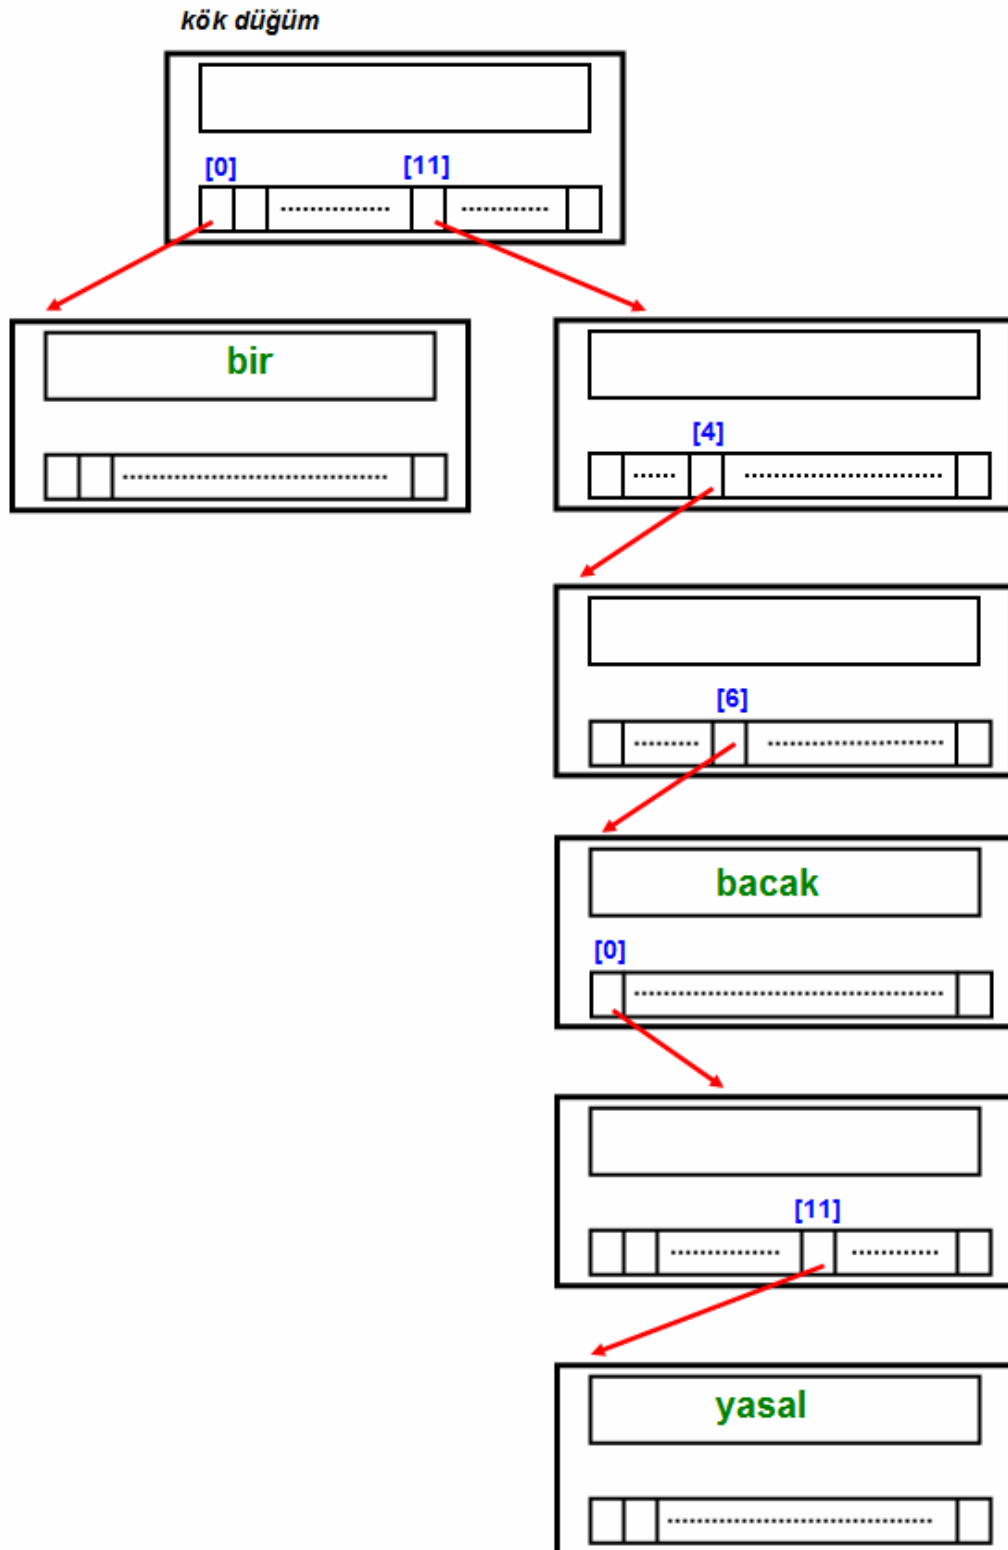 kök düğüm
[0] [11]
bir
[4]
[6]
bacak
[0]
[11]
yasal